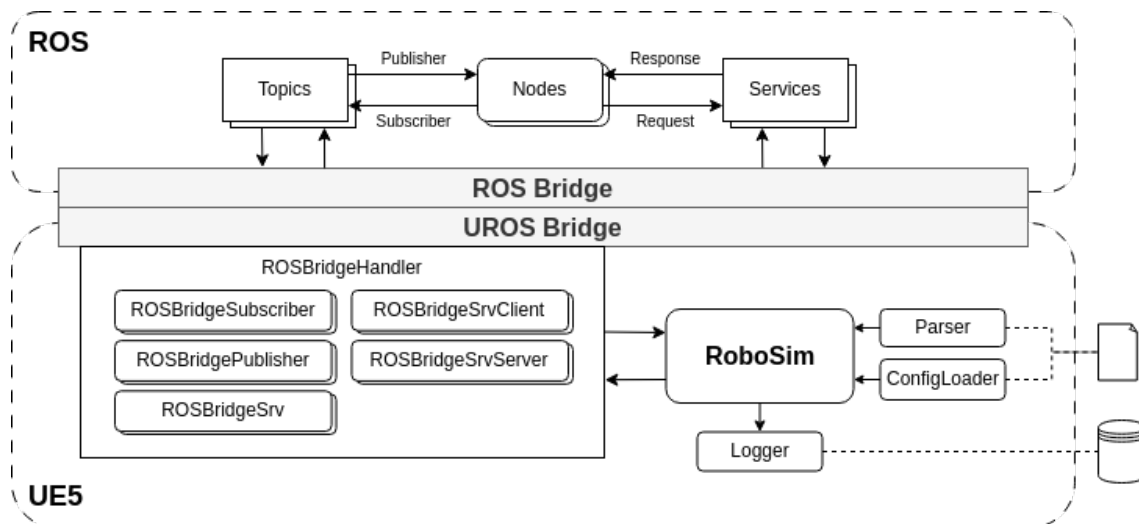 ROS
Publisher
Response
Topics
Nodes
Services
Subscriber
Request
ROS Bridge
UROS Bridge
ROSBridgeHandler
ROSBridgeSubscriber
ROSBridgeSrvClient
ROSBridgePublisher
ROSBridgeSrvServer
ROSBridgeSrv
RoboSim
Parser
ConfigLoader
Logger
UE5